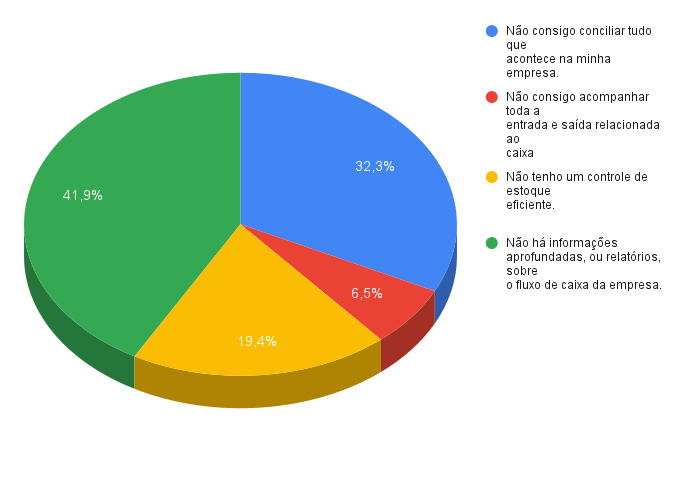 Não consigo conciliar tudo
que
acontece na minha
empresa.
Não consigo acompanhar
toda a
entrada e saída relacionada
ao
caixa
Não tenho um controle de
estoque
eficiente.
Não há informações
aprofundadas, ou relatórios,
sobre
o fluxo de caixa da empresa.
32,3%
41,9%
6,5%
19,4%